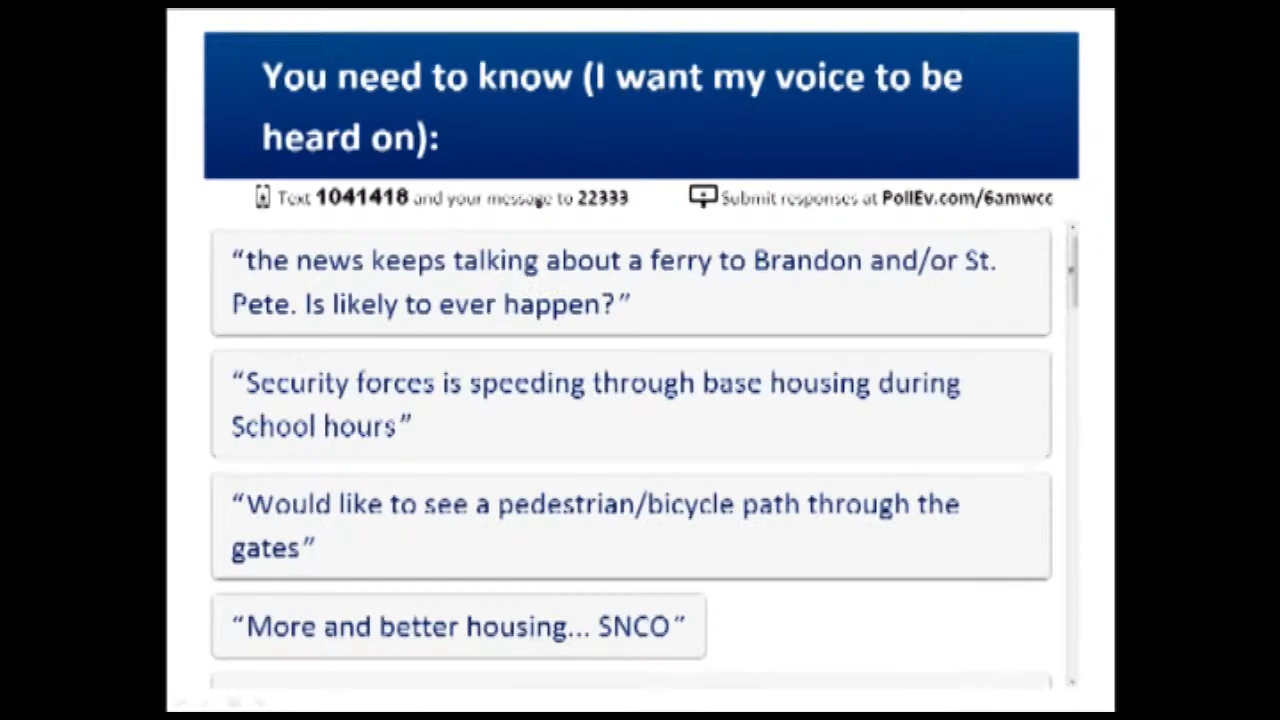 You need to know (I want my voice to be
heard on):
Text 1041418 and your message to 22333
Submit responses at PollEv.com/6amwcc
“the news keeps talking about a ferry to Brandon and/or St.
Pete. Is likely to ever happen?”
“Security forces is speeding through base housing during
School hours”
“Would like to see a pedestrian/bicycle path through the
gates”
“More and better housing... SNCO”